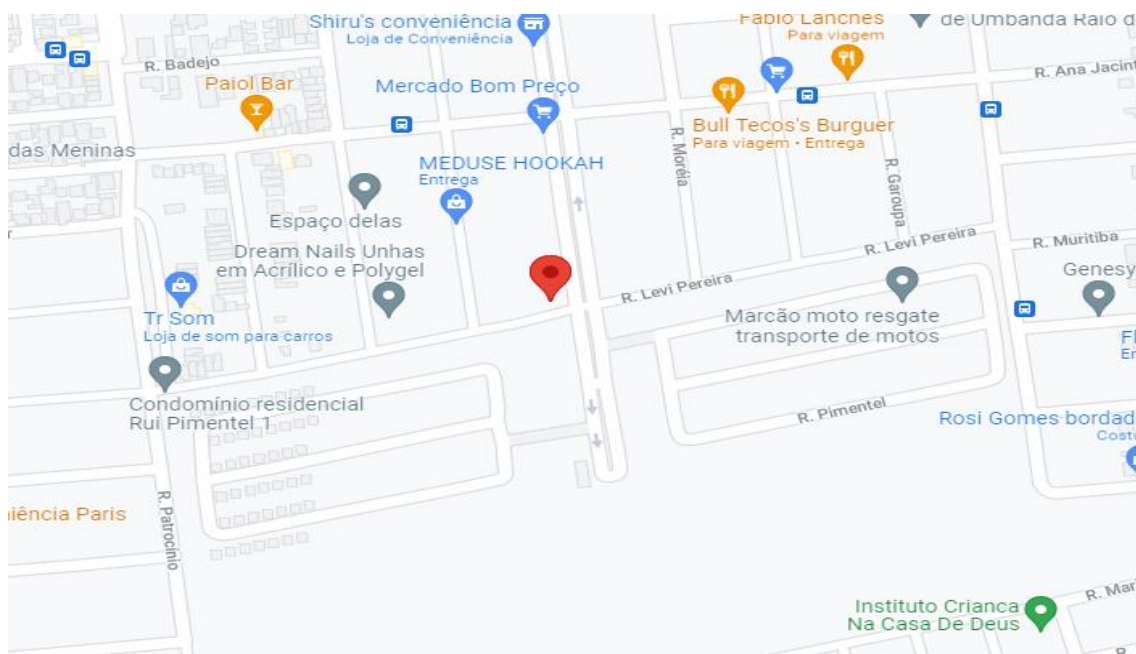 Shiru's conveniência
Loja de Conveniência
Fabio Lanches
Para viagem
de Umbanda Raio d
R. Badejo
Paiol Bar
Mercado Bom Preço
R. Ana Jacint
das Meninas
Bull Tecos's Burguer
Para viagem • Entrega
MEDUSE HOOKAH
Entrega
R. Moréia
R. Garoupa
Espaço delas
Dream Nails Unhas
em Acrílico e Polygel
R. Levi Pereira
R. Levi Pereira
R. Muritiba
Genesy
Tr Som
Loja de som para carros
Marcão moto resgate
transporte de motos
Condomínio residencial
Rui Pimentel 1
R. Pimentel
Rosi Gomes bordad
Costu
iência Paris
R. Patrocínio
Instituto Crianca
Na Casa De Deus
R. Mar